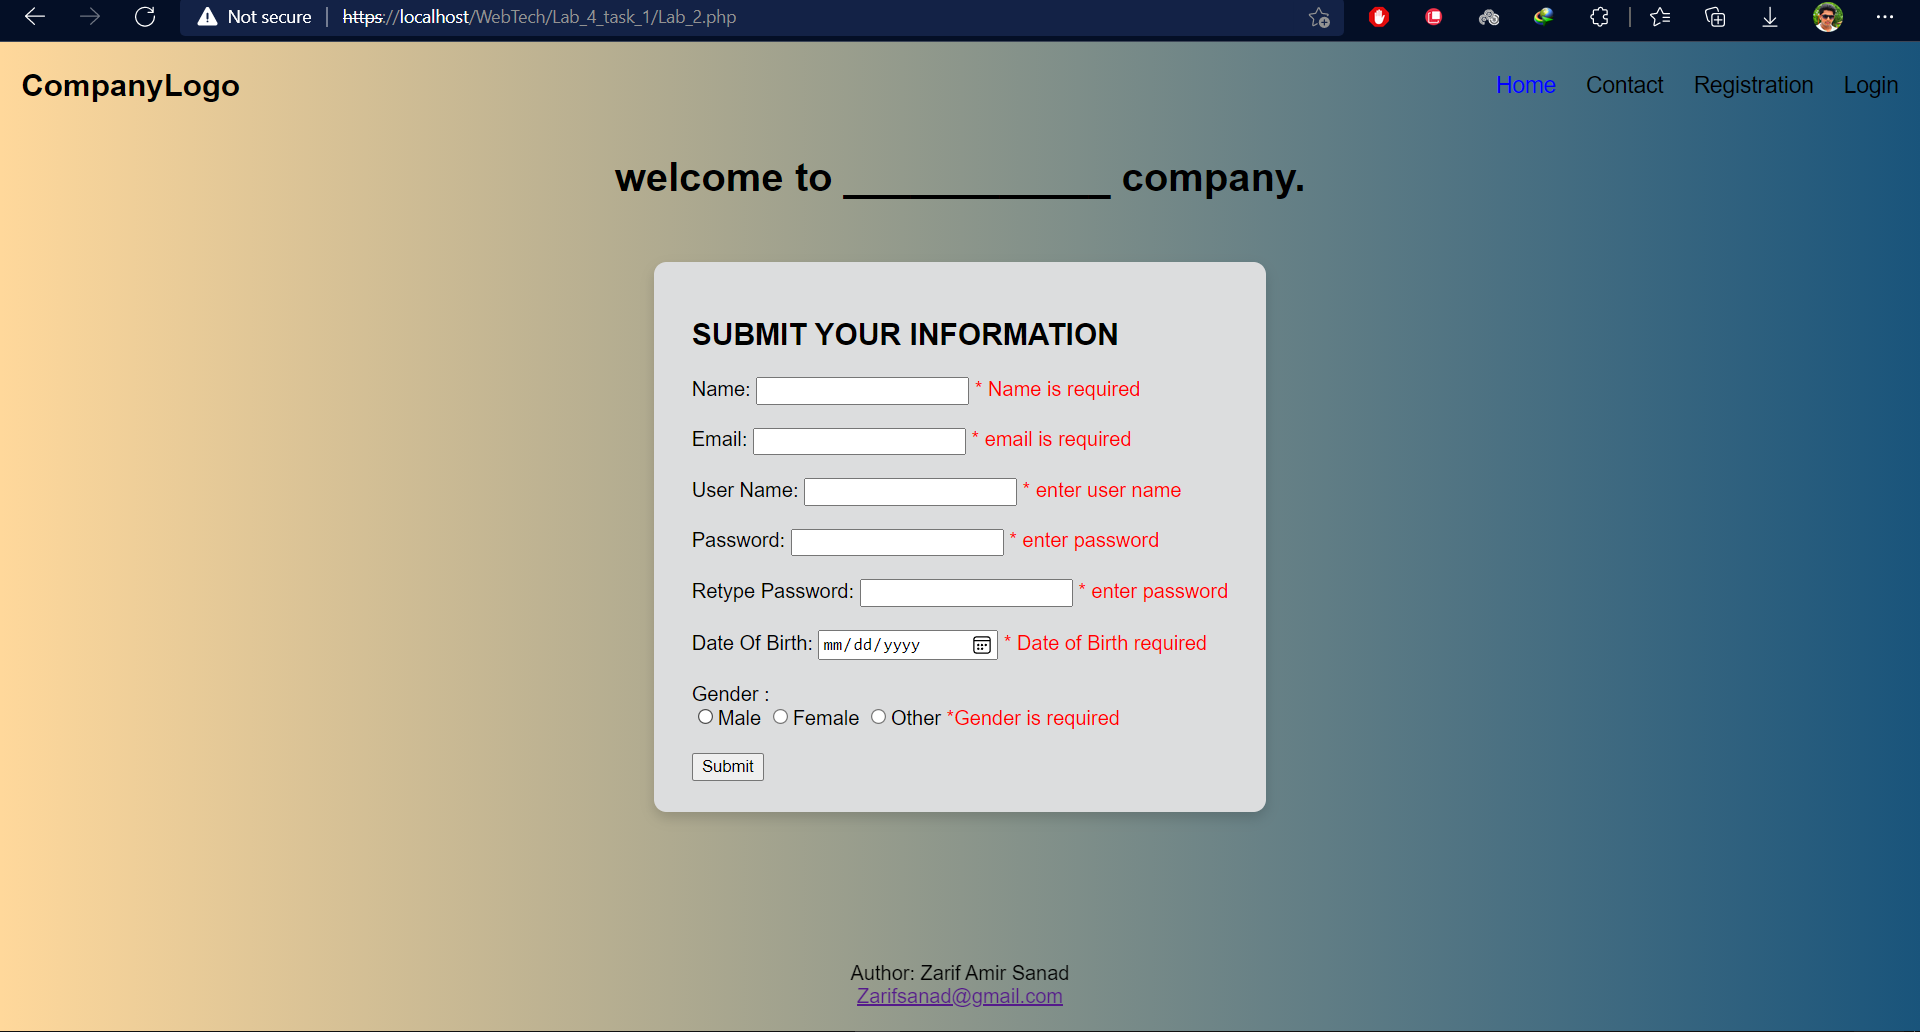 Not secure | https://localhost/WebTech/Lab_4_task_1/Lab_2.php
CompanyLogo
Home Contact Registration Login
welcome to ____________ company.
SUBMIT YOUR INFORMATION
Name: * Name is required
Email: * email is required
User Name: * enter user name
Password: * enter password
Retype Password: * enter password
Date Of Birth: mm/dd/yyyy * Date of Birth required
Gender :
Male Female Other *Gender is required
Submit
Author: Zarif Amir Sanad
Zarifsanad@gmail.com